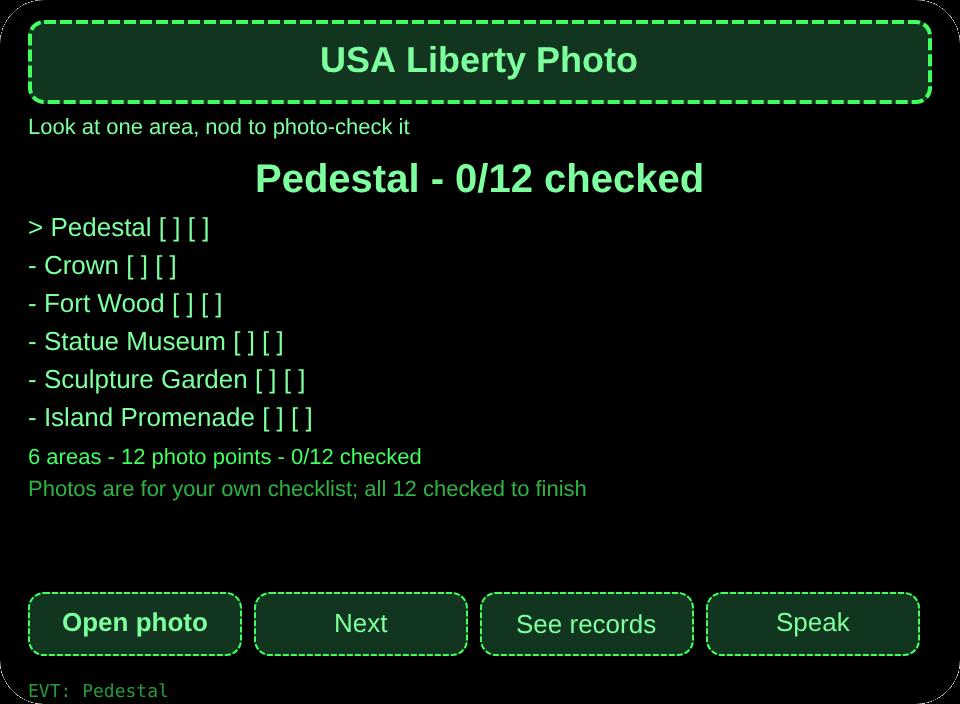 USA Liberty Photo
Look at one area, nod to photo-check it
Pedestal - 0/12 checked
> Pedestal [ ] [ ]
- Crown [ ] [ ]
- Fort Wood [ ] [ ]
- Statue Museum [ ] [ ]
- Sculpture Garden [ ] [ ]
- Island Promenade [ ] [ ]
6 areas - 12 photo points - 0/12 checked
Photos are for your own checklist; all 12 checked to finish
Open photo
Next
See records
Speak
EVT: Pedestal